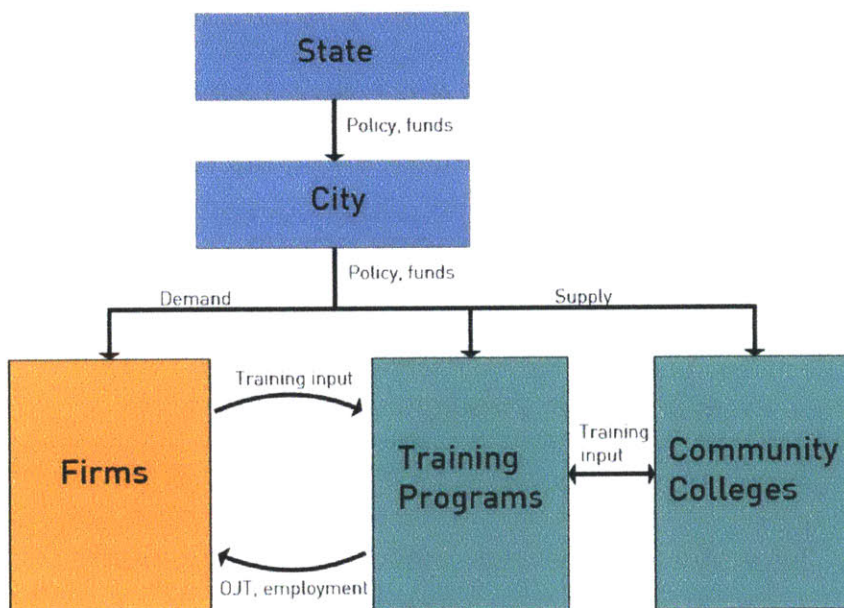 State
Policy, funds
City
Policy, funds
Demand
Supply
Training input
Firms
Training
Programs
Training
input
Community
Colleges
OJT, employment